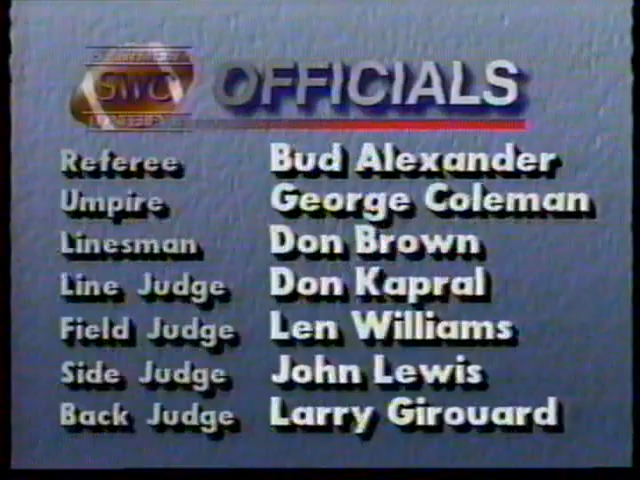 SWC
OFFICIALS
Referee Bud Alexander
Umpire George Coleman
Linesman Don Brown
Line Judge Don Kapral
Field Judge Len Williams
Side Judge John Lewis
Back Judge Larry Girouard